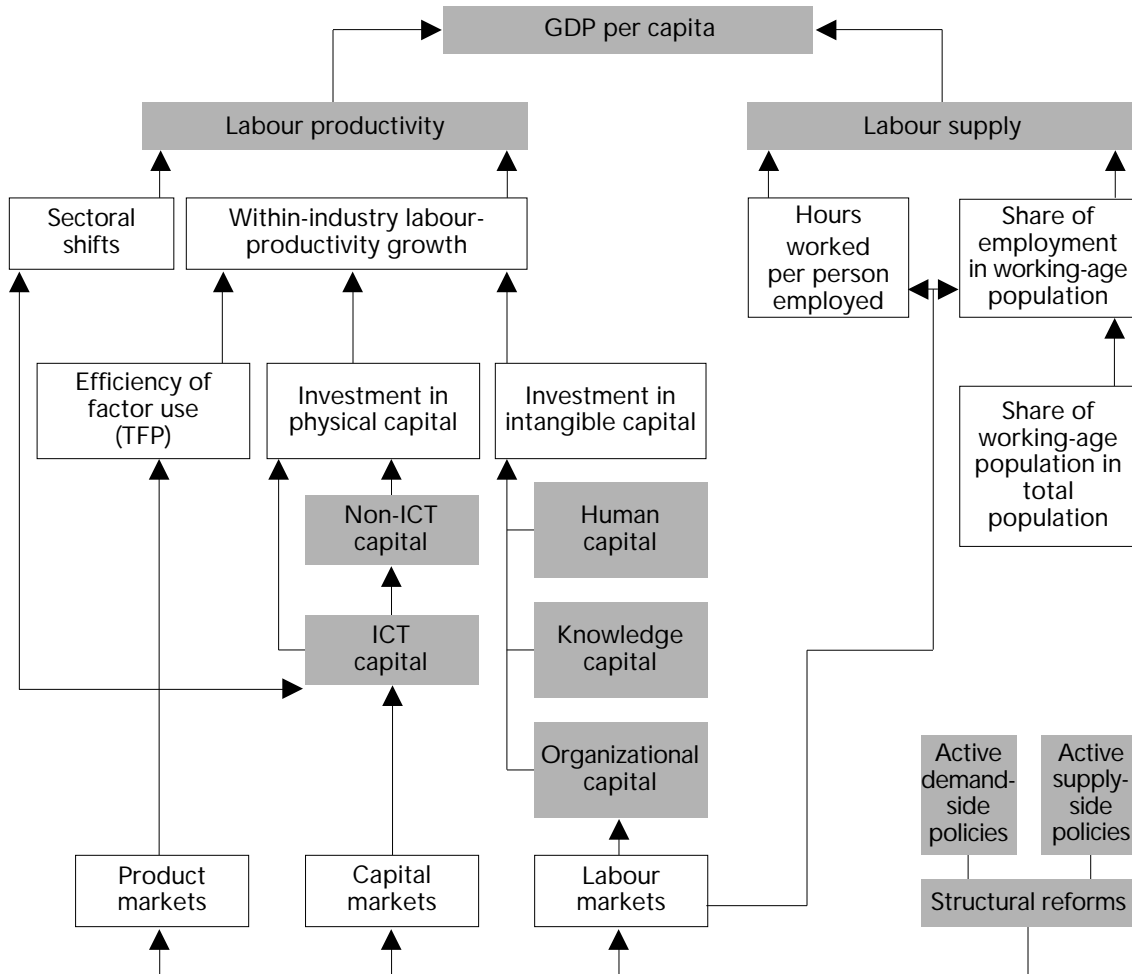 GDP per capita
Labour productivity
Labour supply
Sectoral
shifts
Within-industry labour-
productivity growth
Hours
worked
per person
employed
Share of
employment
in working-age
population
Efficiency of
factor use
(TFP)
Investment in
physical capital
Investment in
intangible capital
Share of
working-age
population in
total
population
Non-ICT
capital
Human
capital
ICT
capital
Knowledge
capital
Organizational
capital
Active
demand-
side
policies
Active
supply-
side
policies
Product
markets
Capital
markets
Labour
markets
Structural reforms